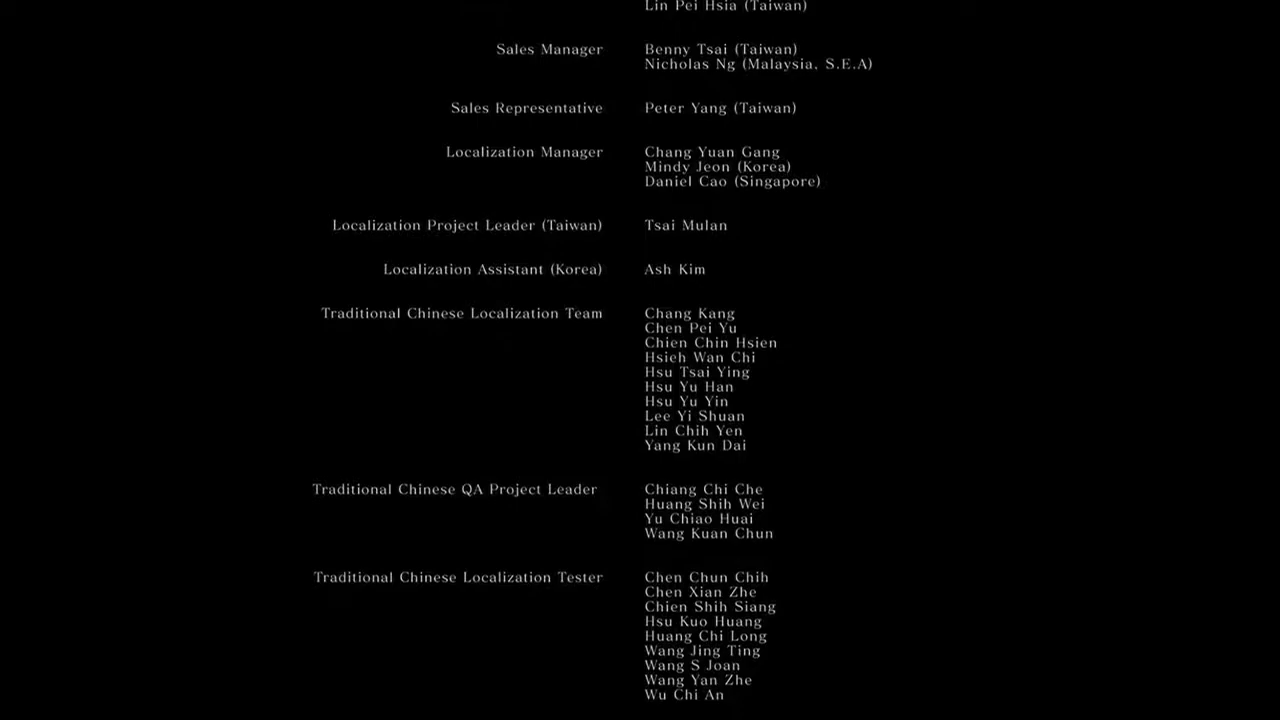 Lin Pei Hsia (Taiwan)
Sales Manager Benny Tsai (Taiwan)
Nicholas Ng (Malaysia, S.E.A)
Sales Representative Peter Yang (Taiwan)
Localization Manager Chang Yuan Gang
Mindy Jeon (Korea)
Daniel Cao (Singapore)
Localization Project Leader (Taiwan) Tsai Mulan
Localization Assistant (Korea) Ash Kim
Traditional Chinese Localization Team Chang Kang
Chen Pei Yu
Chien Chin Hsien
Hsieh Wan Chi
Hsu Tsai Ying
Hsu Yu Han
Hsu Yu Yin
Lee Yi Shuan
Lin Chih Yen
Yang Kun Dai
Traditional Chinese QA Project Leader Chiang Chi Che
Huang Shih Wei
Yu Chiao Huai
Wang Kuan Chun
Traditional Chinese Localization Tester Chen Chun Chih
Chen Xian Zhe
Chien Shih Siang
Hsu Kuo Huang
Huang Chi Long
Wang Jing Ting
Wang S Joan
Wang Yan Zhe
Wu Chi An